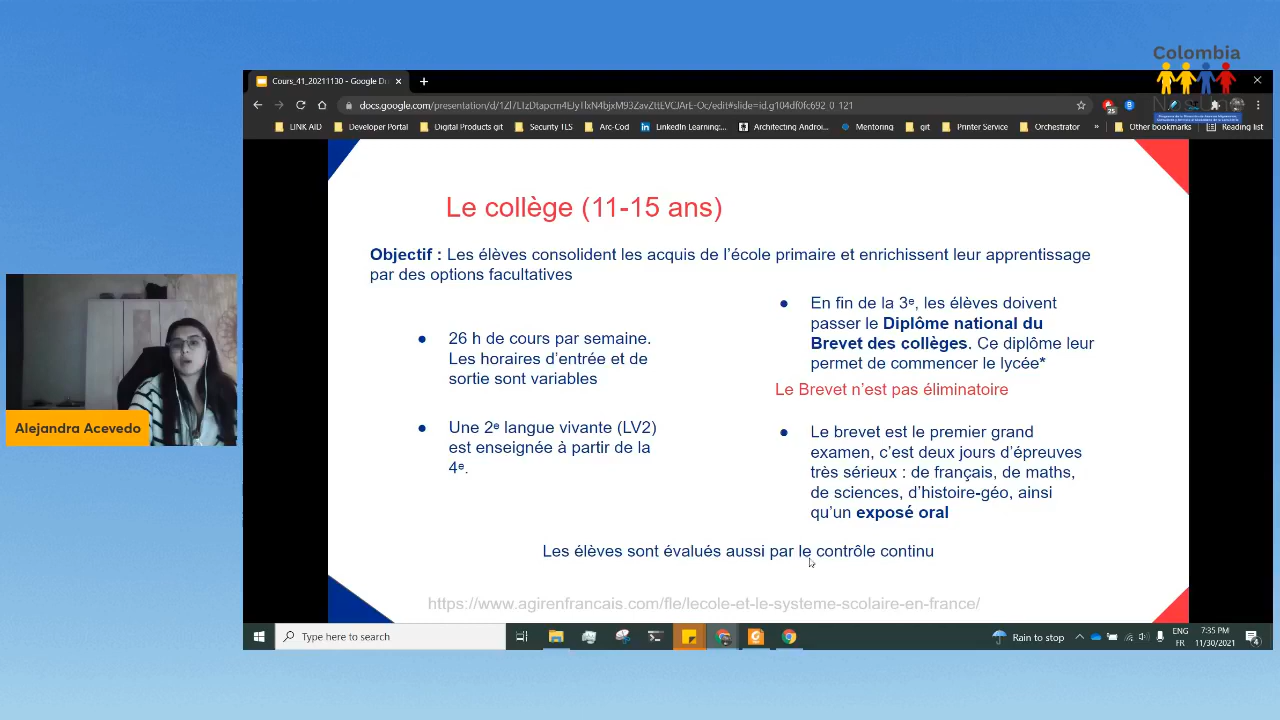 Colombia
Cours_41_20211130 - Google Dr
LINK AID
Developer Portal
Digital Products git
Security TLS
Arc-Cod
LinkedIn Learning:...
Architecting Androi...
Mentoring
git
Printer Service
Orchestrator
»
Other bookmarks
Reading list
25
Le collège (11-15 ans)
Objectif : Les élèves consolident les acquis de l'école primaire et enrichissent leur apprentissage
par des options facultatives
26 h de cours par semaine.
Les horaires d'entrée et de
sortie sont variables
Une 2e langue vivante (LV2)
est enseignée à partir de la
4e.
En fin de la 3e, les élèves doivent
passer le Diplôme national du
Brevet des collèges. Ce diplôme leur
permet de commencer le lycée*
Le Brevet n'est pas éliminatoire
Le brevet est le premier grand
examen, c'est deux jours d'épreuves
très sérieux : de français, de maths,
de sciences, d'histoire-géo, ainsi
qu'un exposé oral
Les élèves sont évalués aussi par le contrôle continu
https://www.agirenfrancais.com/fle/lecole-et-le-systeme-scolaire-en-france/
Alejandra Acevedo
Type here to search
Rain to stop
ENG
FR
7:35 PM
11/30/2021
4